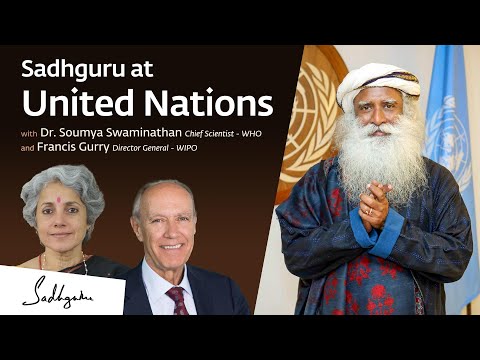 Sadhguru at
United Nations
with Dr. Soumya Swaminathan Chief Scientist - WHO
and Francis Gurry Director General - WIPO
Sadhguru